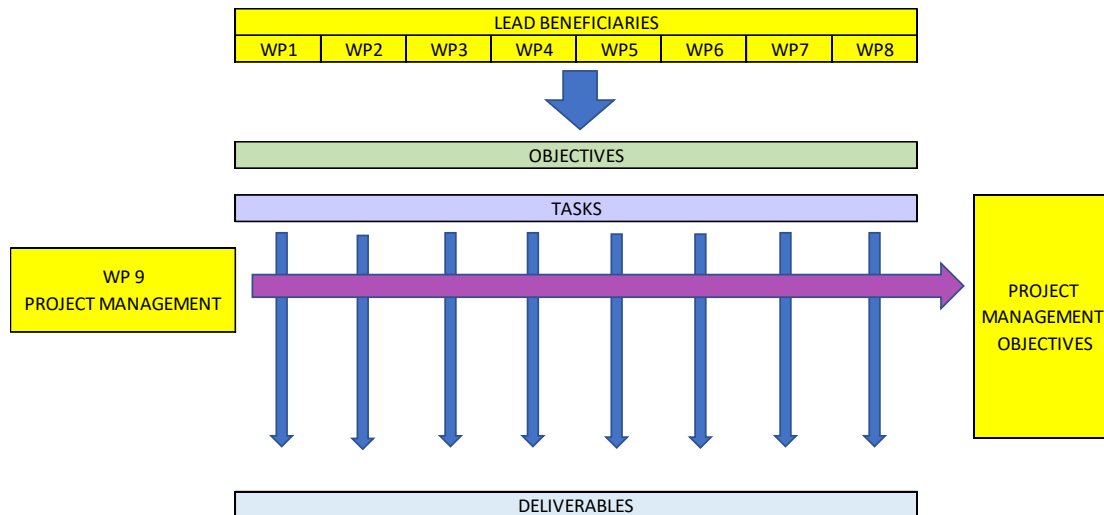 LEAD BENEFICIARIES
WP1 WP2 WP3 WP4 WP5 WP6 WP7 WP8
OBJECTIVES
TASKS
WP 9
PROJECT MANAGEMENT
PROJECT
MANAGEMENT
OBJECTIVES
DELIVERABLES